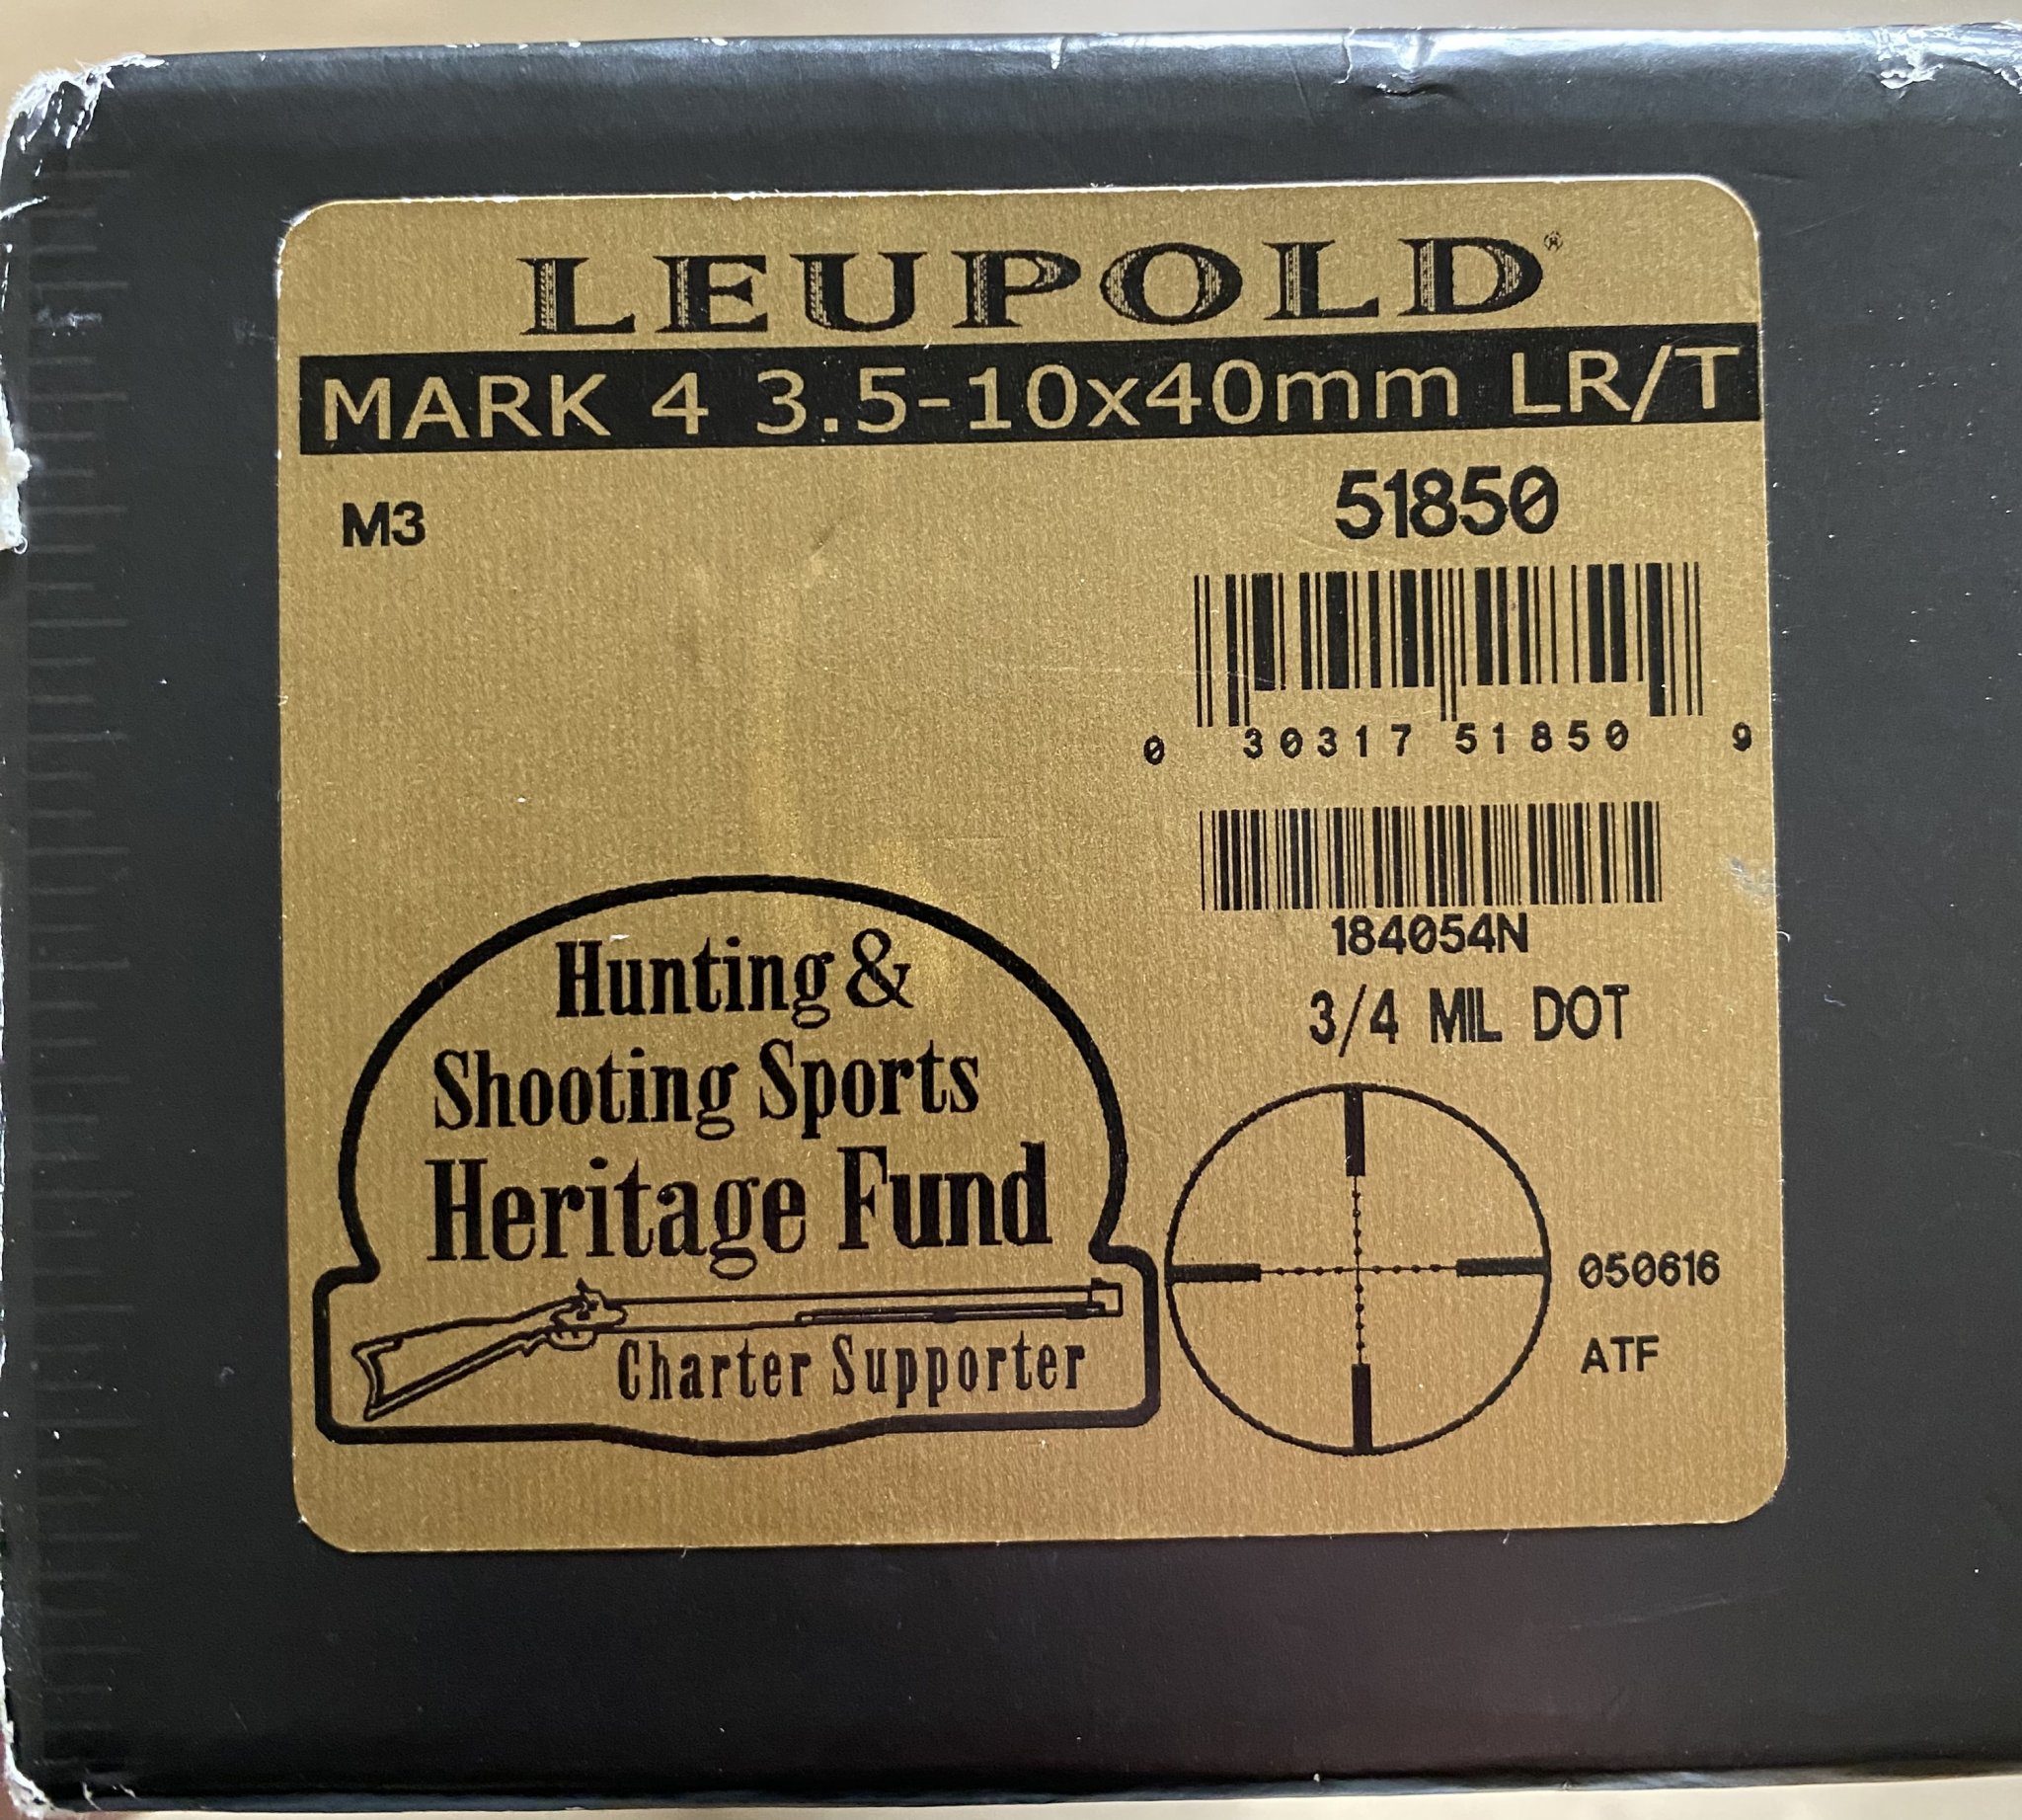 LEUPOLD®
MARK 4 3.5-10x40mm LR/T
M3
51850
0 30317 51850 9
184054N
3/4 MIL DOT
Hunting &
Shooting Sports
Heritage Fund
Charter Supporter
050616
ATF